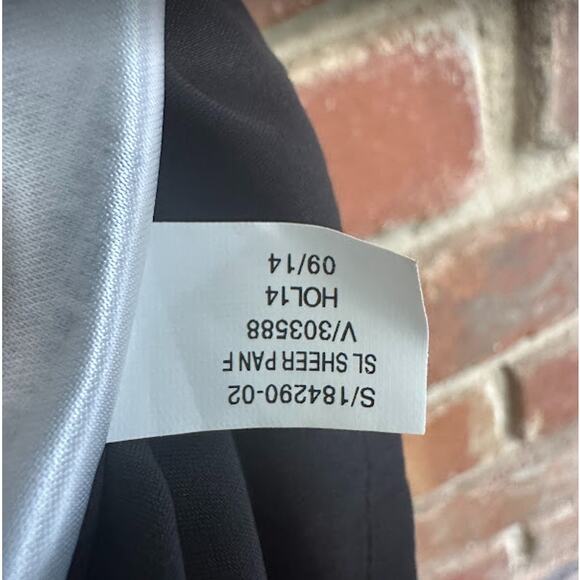 S/184290-02
SL SHEER PAN F
V/303588
HOL14
09/14